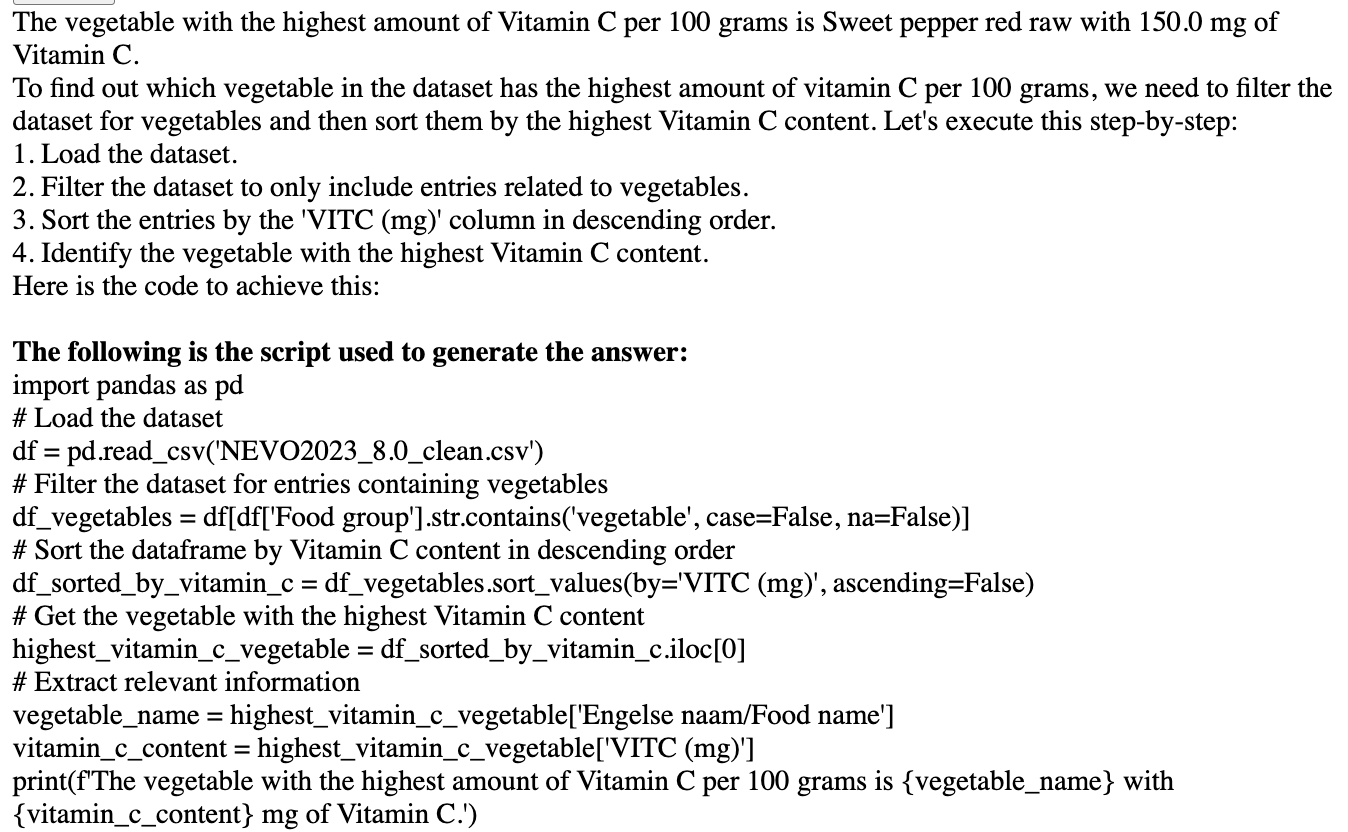 The vegetable with the highest amount of Vitamin C per 100 grams is Sweet pepper red raw with 150.0 mg of
Vitamin C.
To find out which vegetable in the dataset has the highest amount of vitamin C per 100 grams, we need to filter the
dataset for vegetables and then sort them by the highest Vitamin C content. Let's execute this step-by-step:
1. Load the dataset.
2. Filter the dataset to only include entries related to vegetables.
3. Sort the entries by the 'VITC (mg)' column in descending order.
4. Identify the vegetable with the highest Vitamin C content.
Here is the code to achieve this:
The following is the script used to generate the answer:
import pandas as pd
# Load the dataset
df = pd.read_csv('NEVO2023_8.0_clean.csv')
# Filter the dataset for entries containing vegetables
df_vegetables = df[df['Food group'].str.contains('vegetable', case=False, na=False)]
# Sort the dataframe by Vitamin C content in descending order
df_sorted_by_vitamin_c = df_vegetables.sort_values(by='VITC (mg)', ascending=False)
# Get the vegetable with the highest Vitamin C content
highest_vitamin_c_vegetable = df_sorted_by_vitamin_c.iloc[0]
# Extract relevant information
vegetable_name = highest_vitamin_c_vegetable['Engelse naam/Food name']
vitamin_c_content = highest_vitamin_c_vegetable['VITC (mg)']
print(f'The vegetable with the highest amount of Vitamin C per 100 grams is {vegetable_name} with
{vitamin_c_content} mg of Vitamin C.')